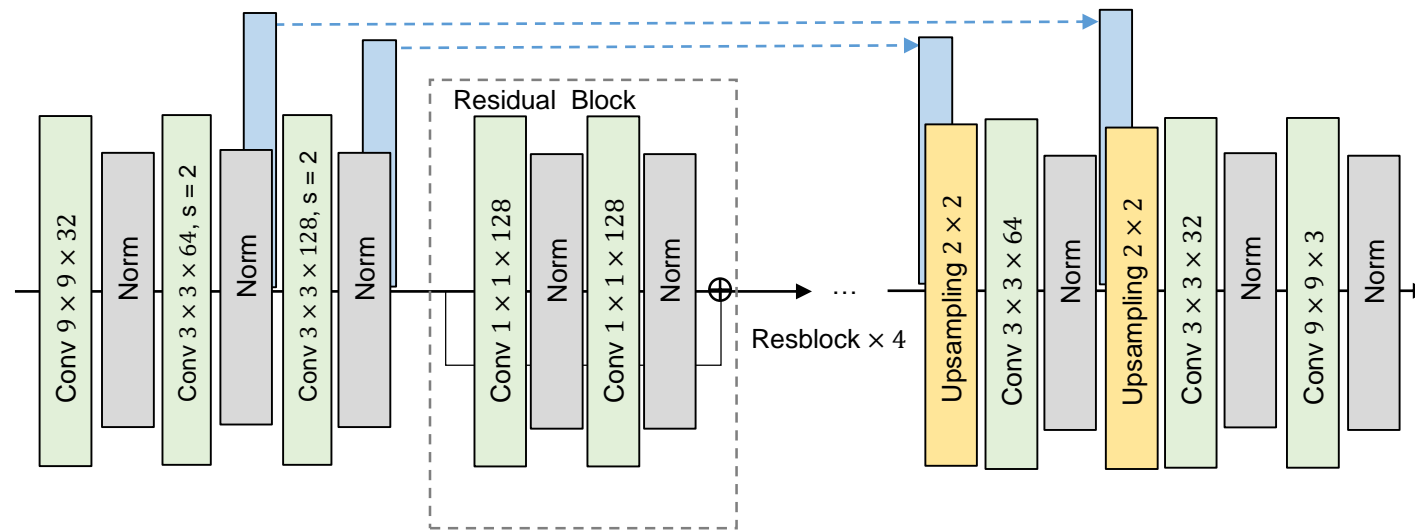 Residual Block
Conv 9 × 9 × 32
Norm
Conv 3 × 3 × 64, s = 2
Norm
Conv 3 × 3 × 128, s = 2
Norm
Conv 1 × 1 × 128
Norm
Conv 1 × 1 × 128
Norm
...
Resblock × 4
Upsampling 2 × 2
Conv 3 × 3 × 64
Norm
Upsampling 2 × 2
Conv 3 × 3 × 32
Norm
Conv 9 × 9 × 3
Norm